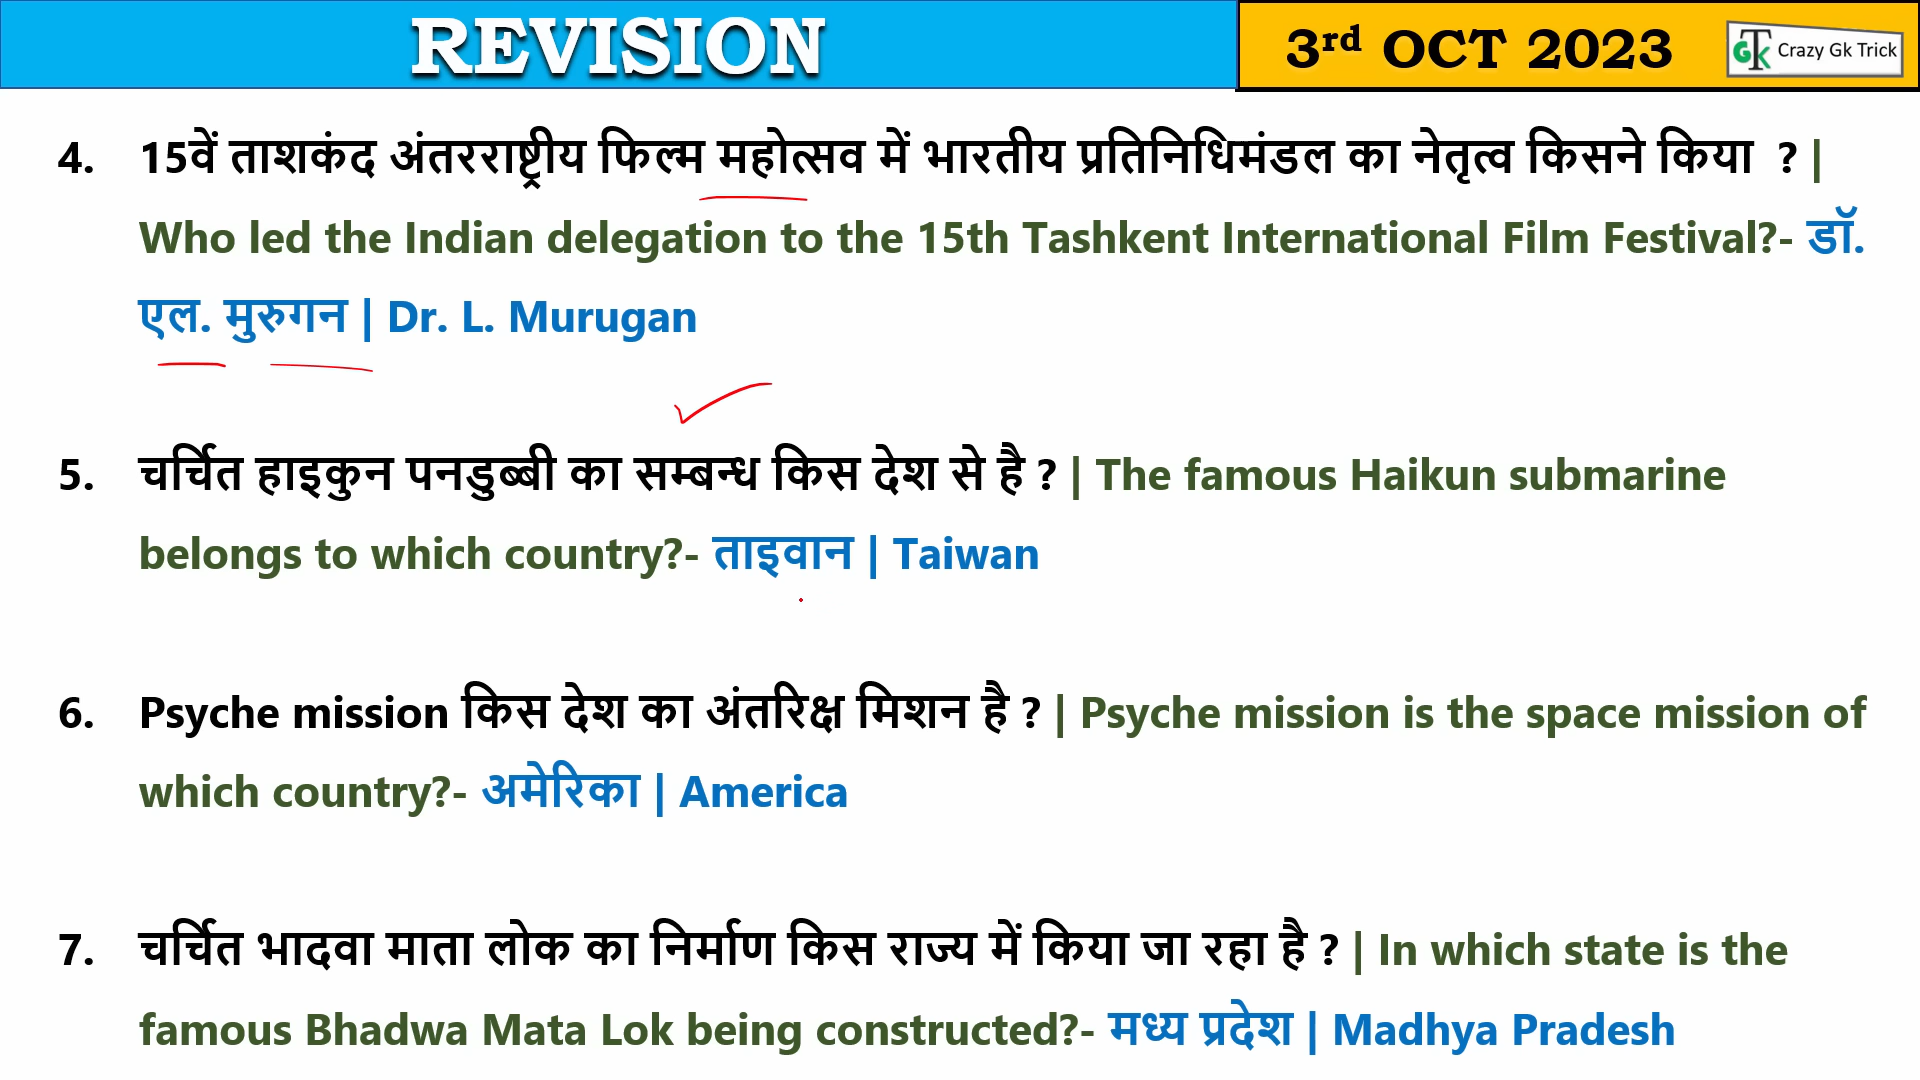 REVISION
3rd OCT 2023
GTK Crazy Gk Trick
4. 15वें ताशकंद अंतरराष्ट्रीय फिल्म महोत्सव में भारतीय प्रतिनिधिमंडल का नेतृत्व किसने किया ? |
Who led the Indian delegation to the 15th Tashkent International Film Festival?- डॉ.
एल. मुरुगन | Dr. L. Murugan
5. चर्चित हाइकुन पनडुब्बी का सम्बन्ध किस देश से है ? | The famous Haikun submarine
belongs to which country?- ताइवान | Taiwan
6. Psyche mission किस देश का अंतरिक्ष मिशन है ? | Psyche mission is the space mission of
which country?- अमेरिका | America
7. चर्चित भादवा माता लोक का निर्माण किस राज्य में किया जा रहा है ? | In which state is the
famous Bhadwa Mata Lok being constructed?- मध्य प्रदेश | Madhya Pradesh